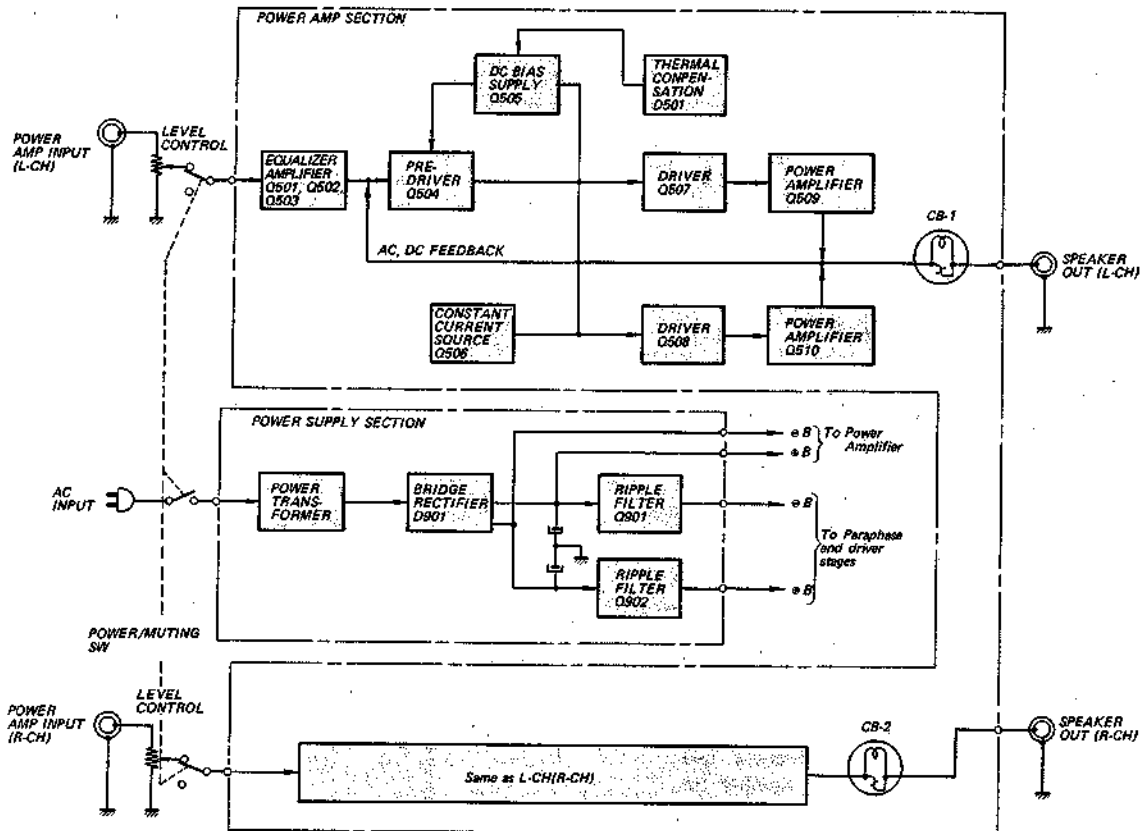 POWER AMP SECTION
DC BIAS
SUPPLY
Q505
THERMAL
CONPEN-
SATION
D501
POWER
AMP INPUT
(L-CH)
LEVEL
CONTROL
EQUALIZER
AMPLIFIER
Q501, Q502,
Q503
PRE-
DRIVER
Q504
DRIVER
Q507
POWER
AMPLIFIER
Q509
CB-1
AC, DC FEEDBACK
SPEAKER
OUT (L-CH)
CONSTANT
CURRENT
SOURCE
Q506
DRIVER
Q508
POWER
AMPLIFIER
Q510
POWER SUPPLY SECTION
⊖ B
⊕ B
To Power
Amplifier
AC
INPUT
POWER
TRANS-
FORMER
BRIDGE
RECTIFIER
D901
RIPPLE
FILTER
Q901
⊕ B
To Paraphase
and driver
stages
RIPPLE
FILTER
Q902
B
POWER/MUTING
SW
POWER
AMP INPUT
(R-CH)
LEVEL
CONTROL
Same as L-CH(R-CH)
CB-2
SPEAKER
OUT (R-CH)